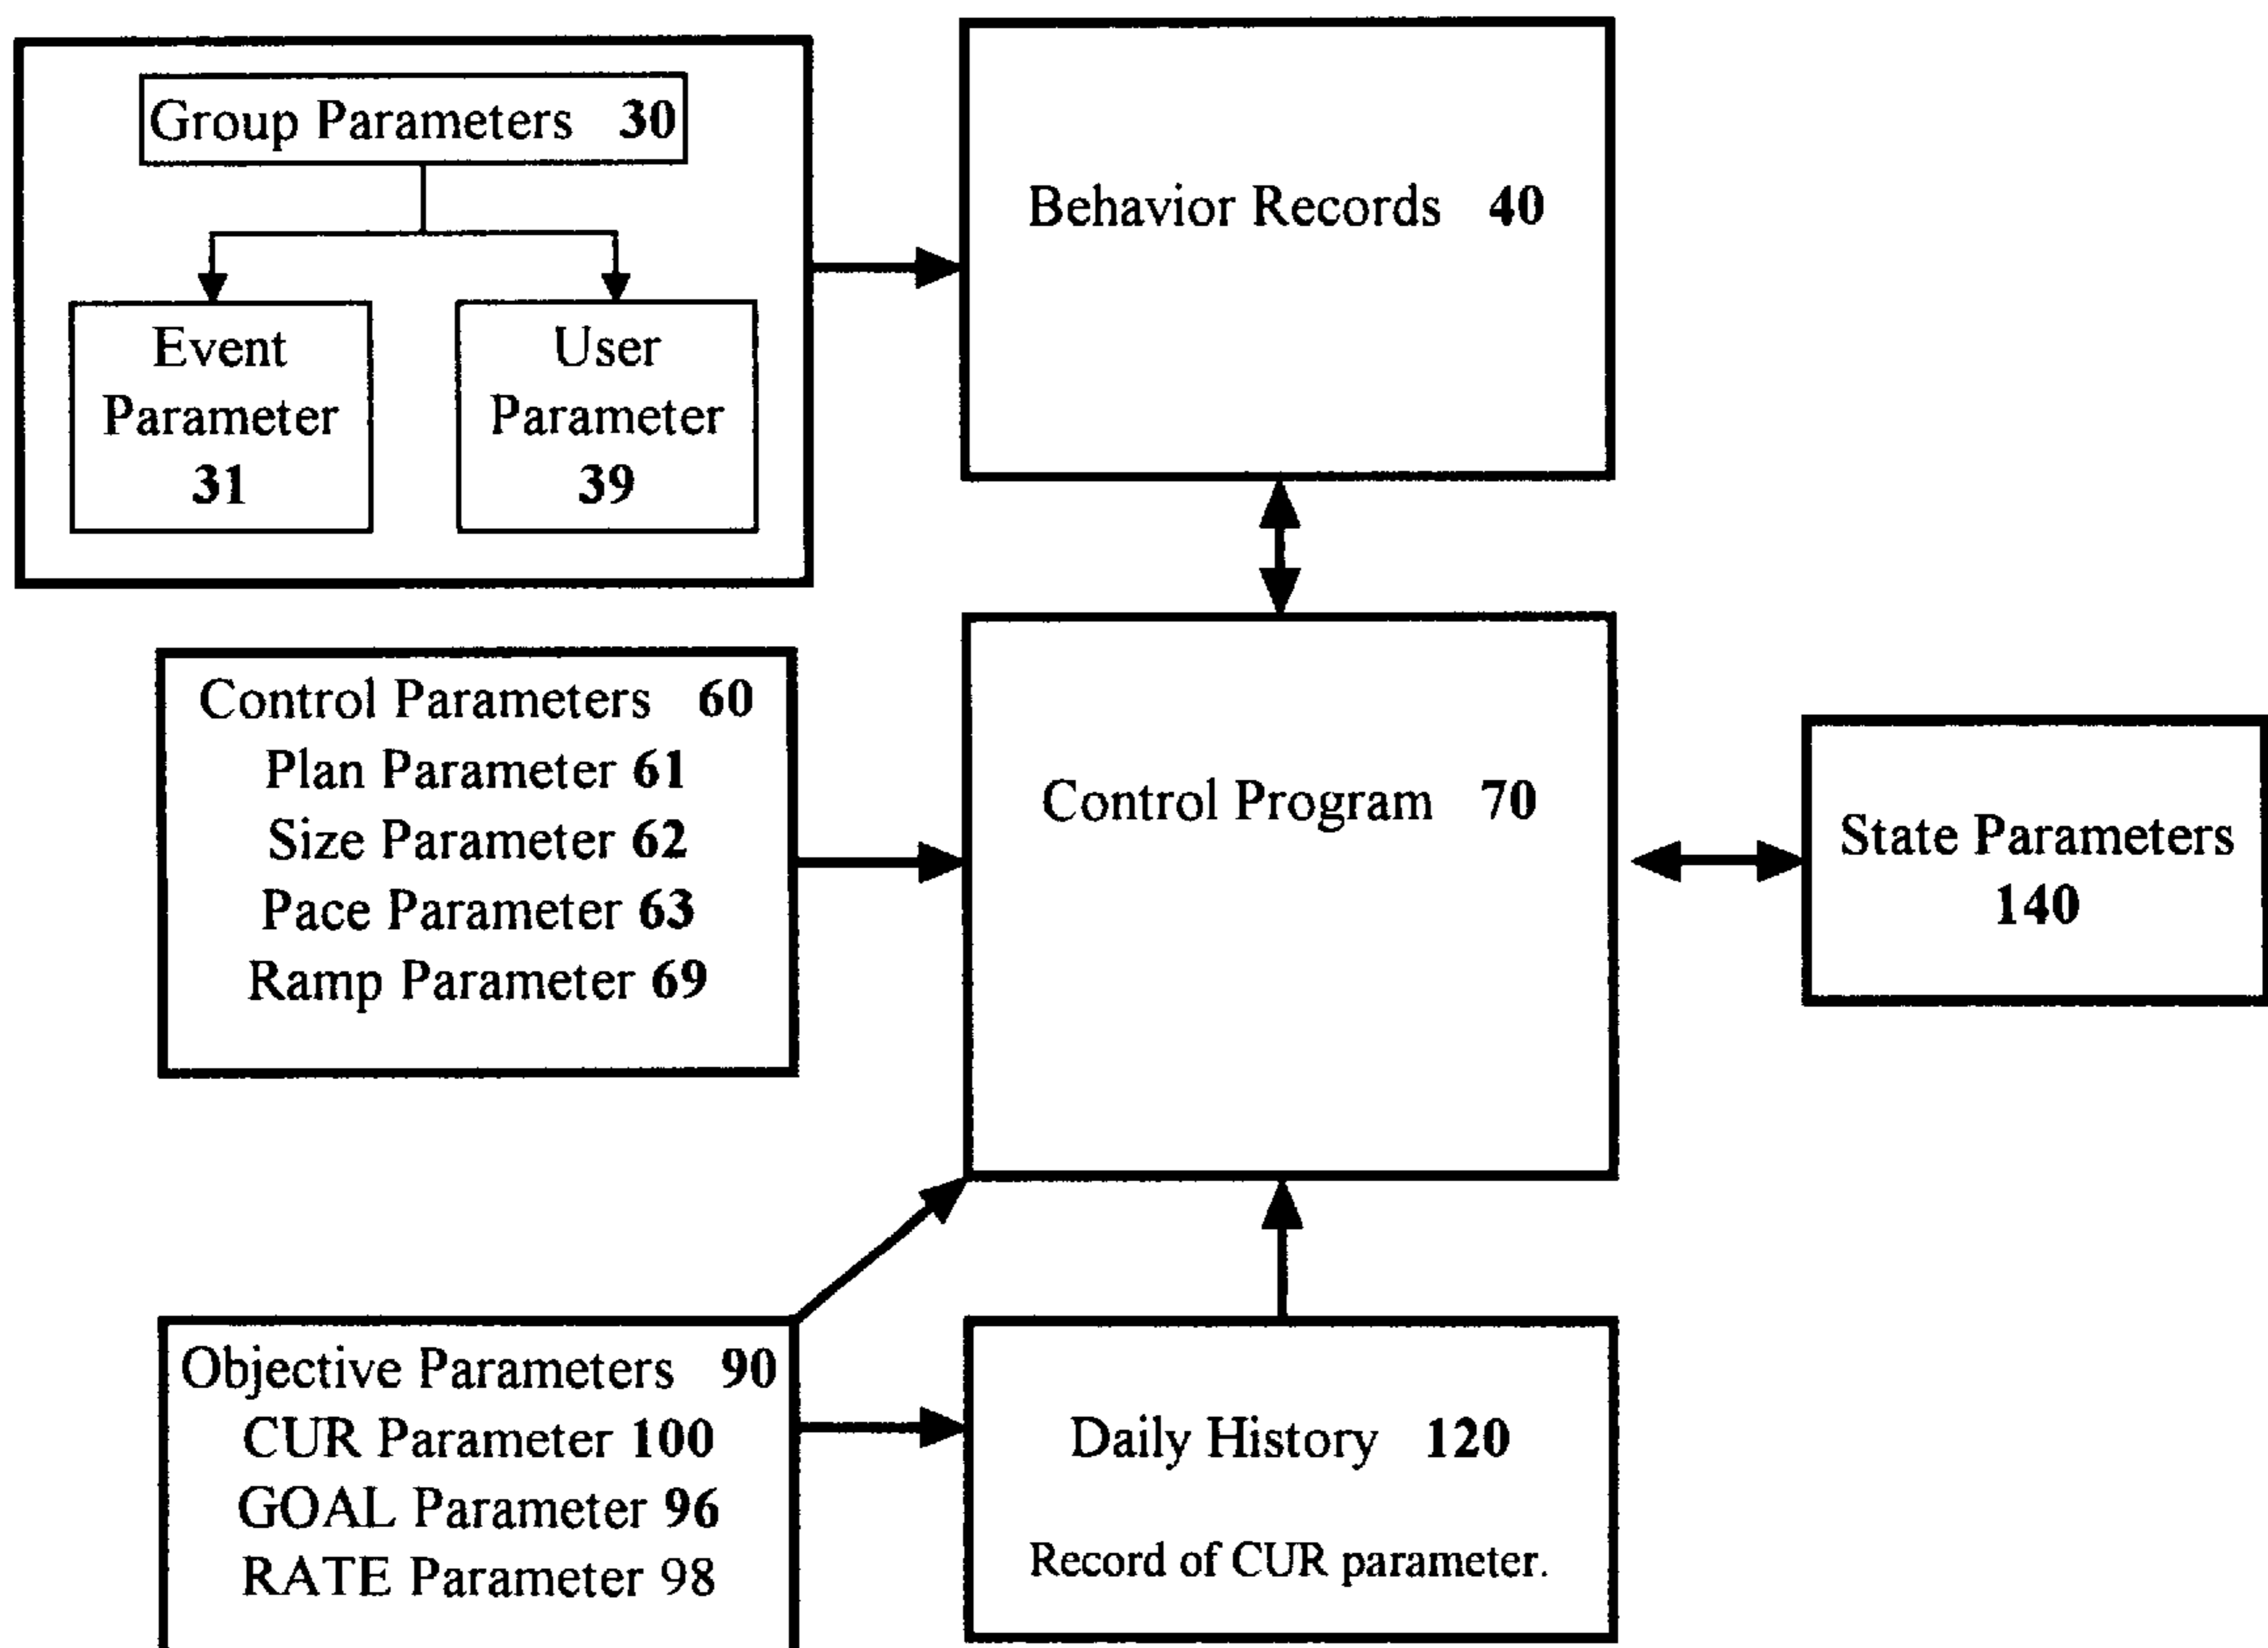 Group Parameters 30
Event
Parameter
31
User
Parameter
39
Behavior Records 40
Control Parameters 60
Plan Parameter 61
Size Parameter 62
Pace Parameter 63
Ramp Parameter 69
Control Program 70
State Parameters
140
Objective Parameters 90
CUR Parameter 100
GOAL Parameter 96
RATE Parameter 98
Daily History 120
Record of CUR parameter.